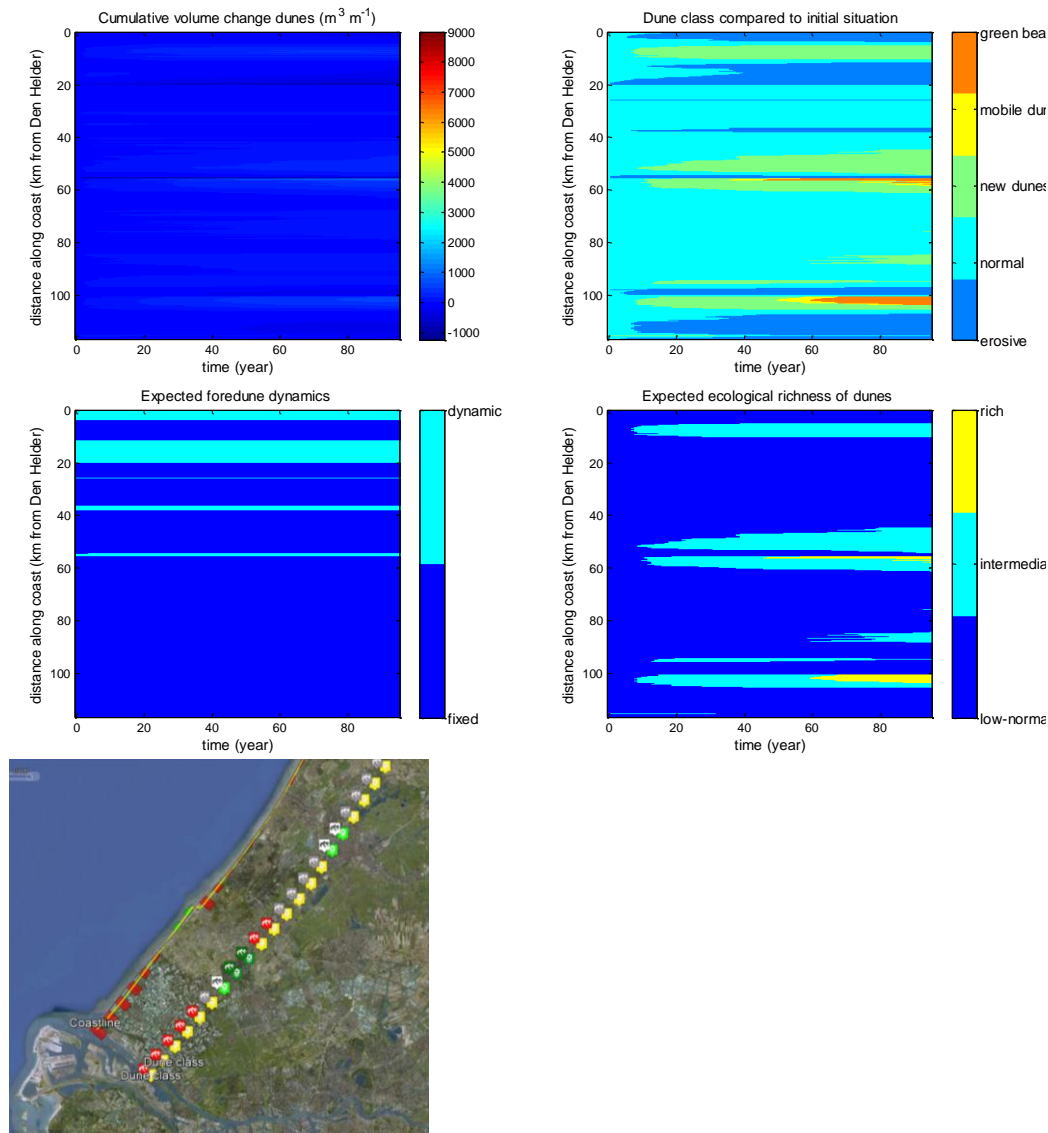 Cumulative volume change dunes (m³ m⁻¹)
distance along coast (km from Den Helder)
0
20
40
60
80
100
0 20 40 60 80
time (year)
9000
8000
7000
6000
5000
4000
3000
2000
1000
0
-1000
Dune class compared to initial situation
distance along coast (km from Den Helder)
0
20
40
60
80
100
0 20 40 60 80
time (year)
green bea
mobile dur
new dunes
normal
erosive
Expected foredune dynamics
distance along coast (km from Den Helder)
0
20
40
60
80
100
0 20 40 60 80
time (year)
dynamic
fixed
Expected ecological richness of dunes
distance along coast (km from Den Helder)
0
20
40
60
80
100
0 20 40 60 80
time (year)
rich
intermedia
low-norma
Coastline
Dune class
Dune class